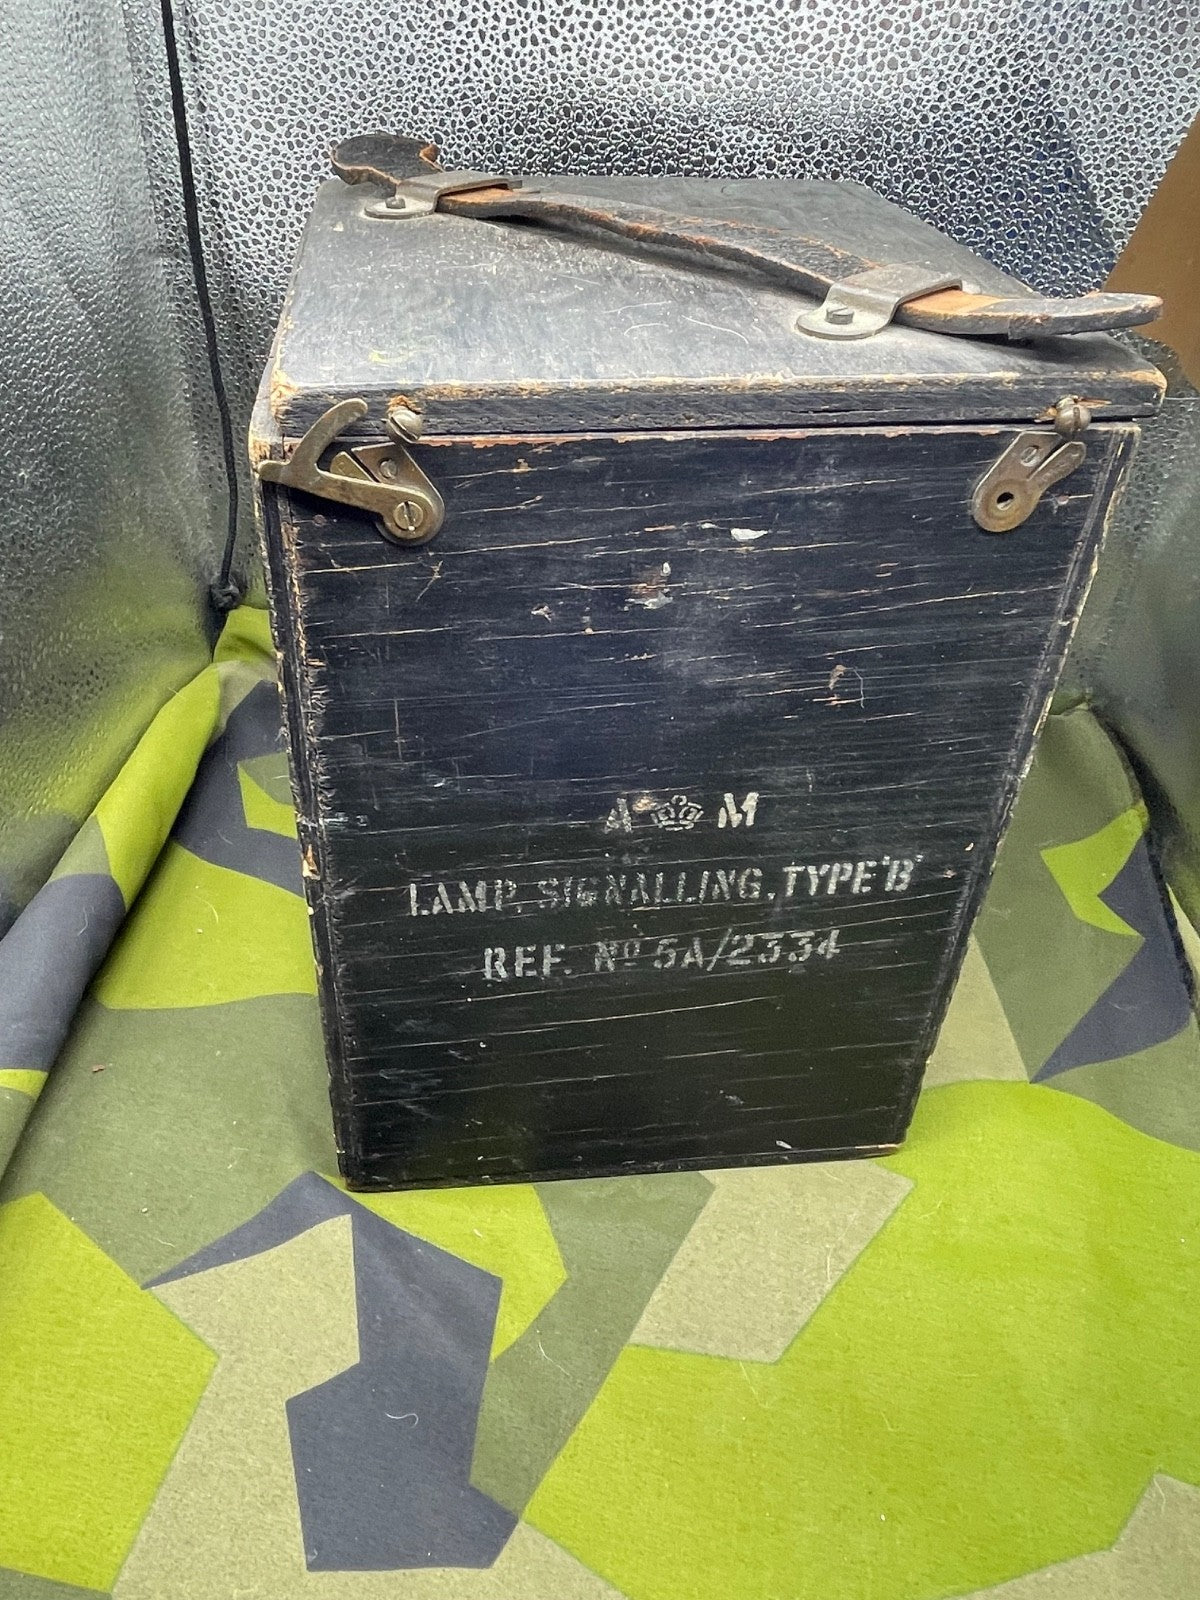 A M
LAMP, SIGNALLING, TYPE "B"
REF. No 5A/2334